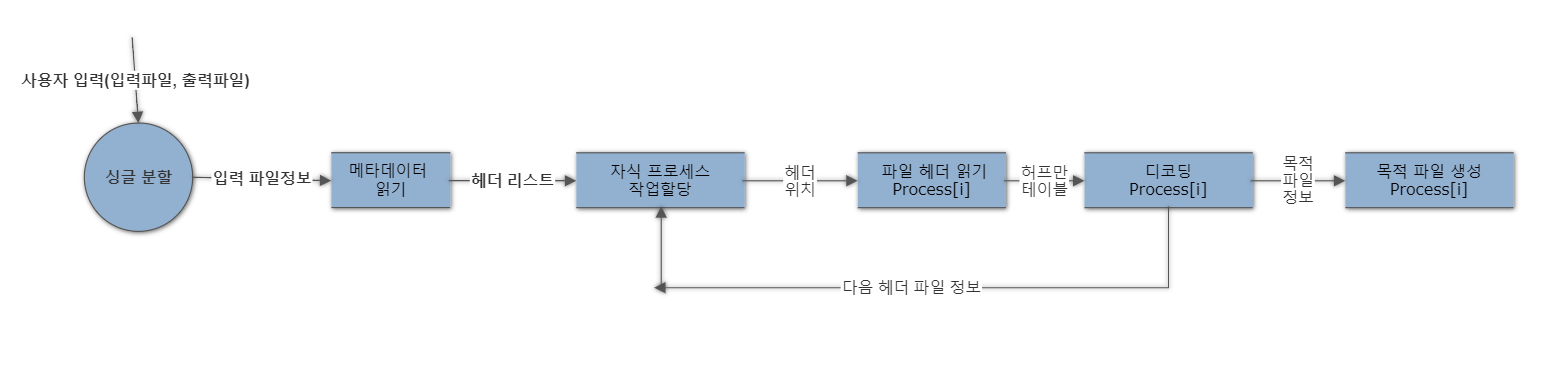 사용자 입력(입력파일, 출력파일)
싱글 분할
입력 파일정보
메타데이터
읽기
헤더 리스트
자식 프로세스
작업할당
헤더
위치
파일 헤더 읽기
Process[i]
허프만
테이블
디코딩
Process[i]
목적
파일
정보
목적 파일 생성
Process[i]
다음 헤더 파일 정보